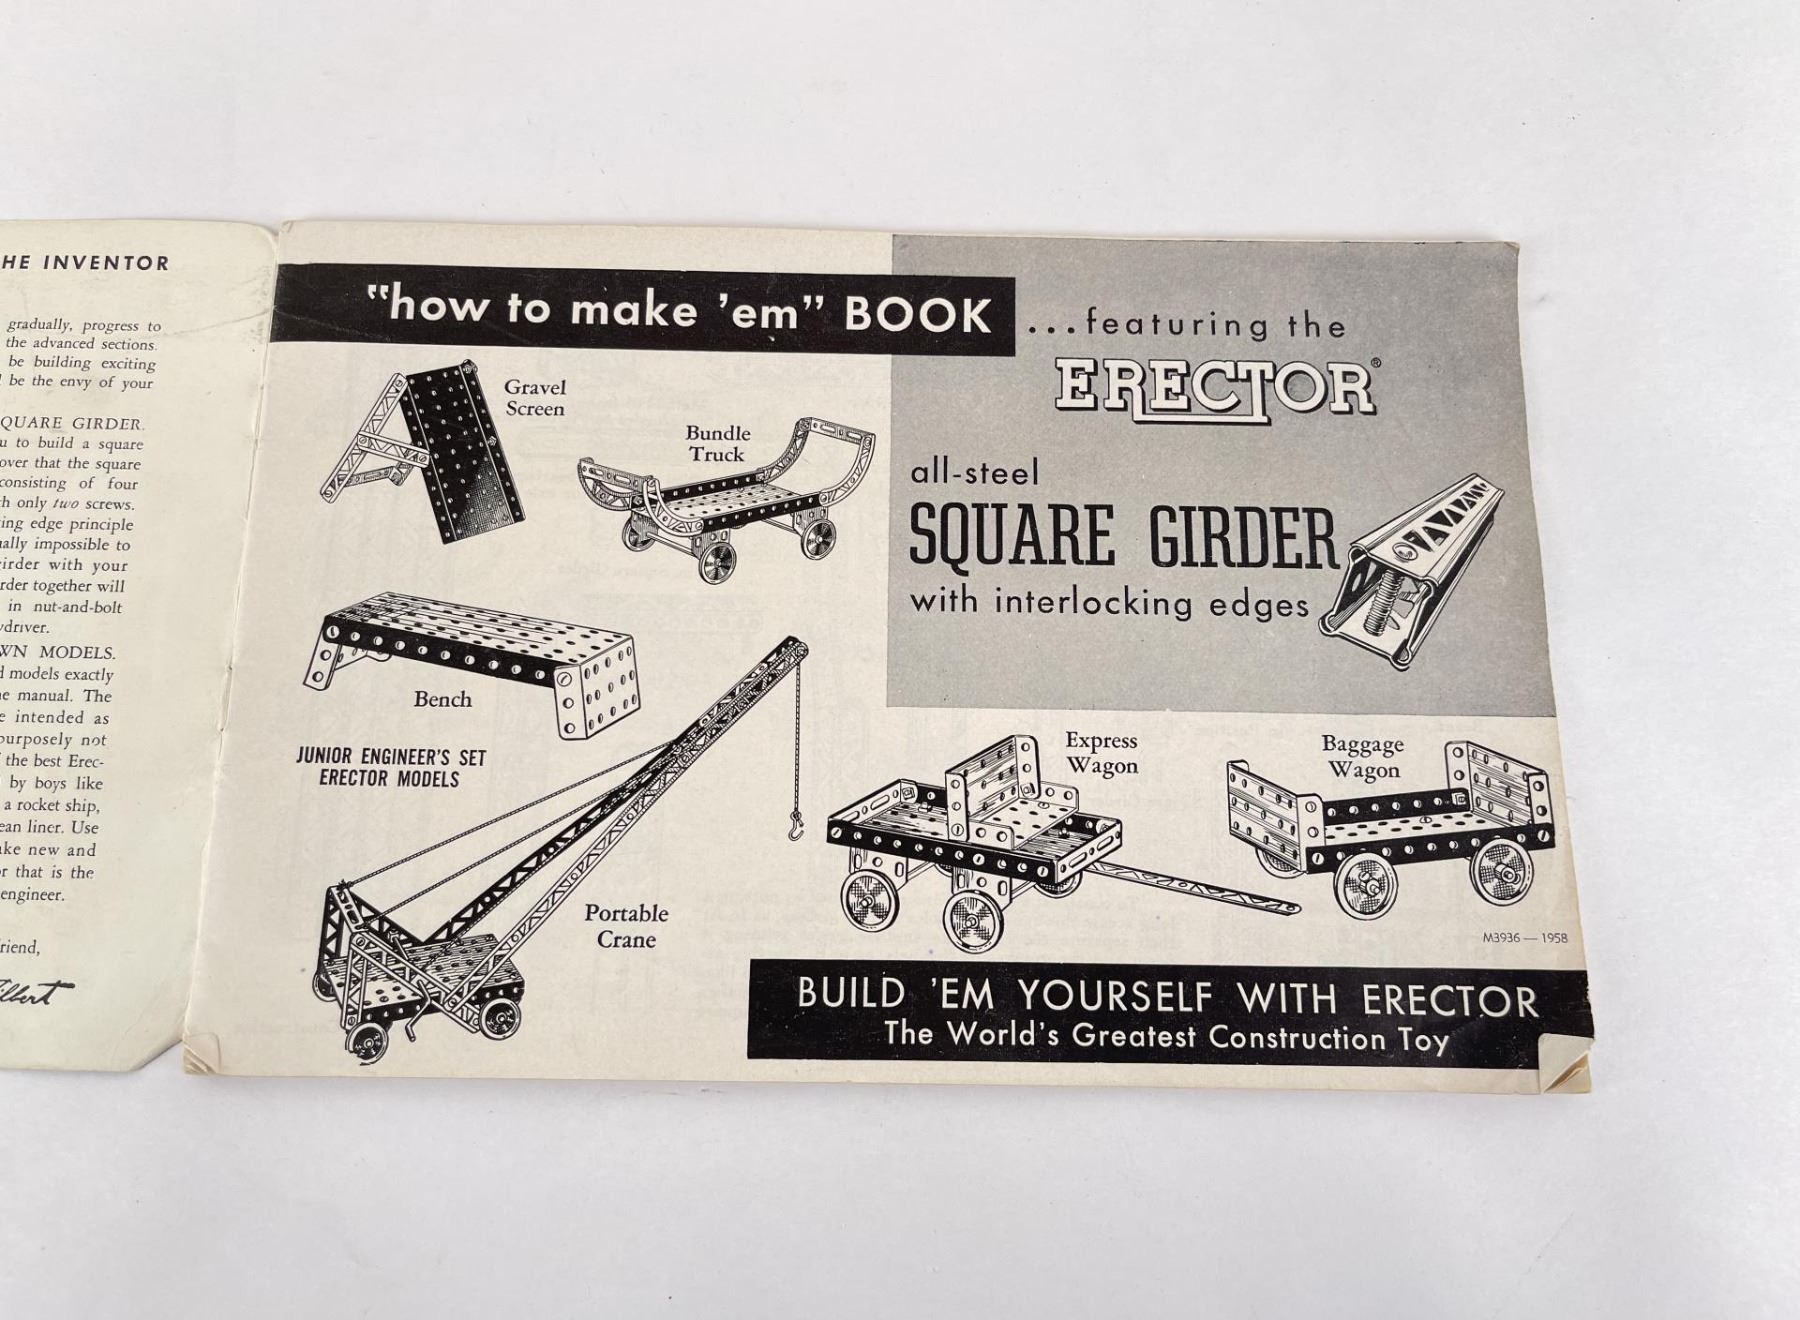 HE INVENTOR
gradually, progress to
the advanced sections.
be building exciting
be the envy of your
QUARE GIRDER.
u to build a square
over that the square
consisting of four
h only two screws.
ing edge principle
ally impossible to
irder with your
rder together will
in nut-and-bolt
driver.
WN MODELS.
models exactly
e manual. The
e intended as
purposely not
the best Erec-
by boys like
a rocket ship,
ean liner. Use
ake new and
r that is the
engineer.
riend,
ilbert
"how to make 'em" BOOK
...featuring the
ERECTOR®
all-steel
SQUARE GIRDER
with interlocking edges
Gravel
Screen
Bundle
Truck
Bench
JUNIOR ENGINEER'S SET
ERECTOR MODELS
Portable
Crane
Express
Wagon
Baggage
Wagon
M3936 — 1958
BUILD 'EM YOURSELF WITH ERECTOR
The World's Greatest Construction Toy